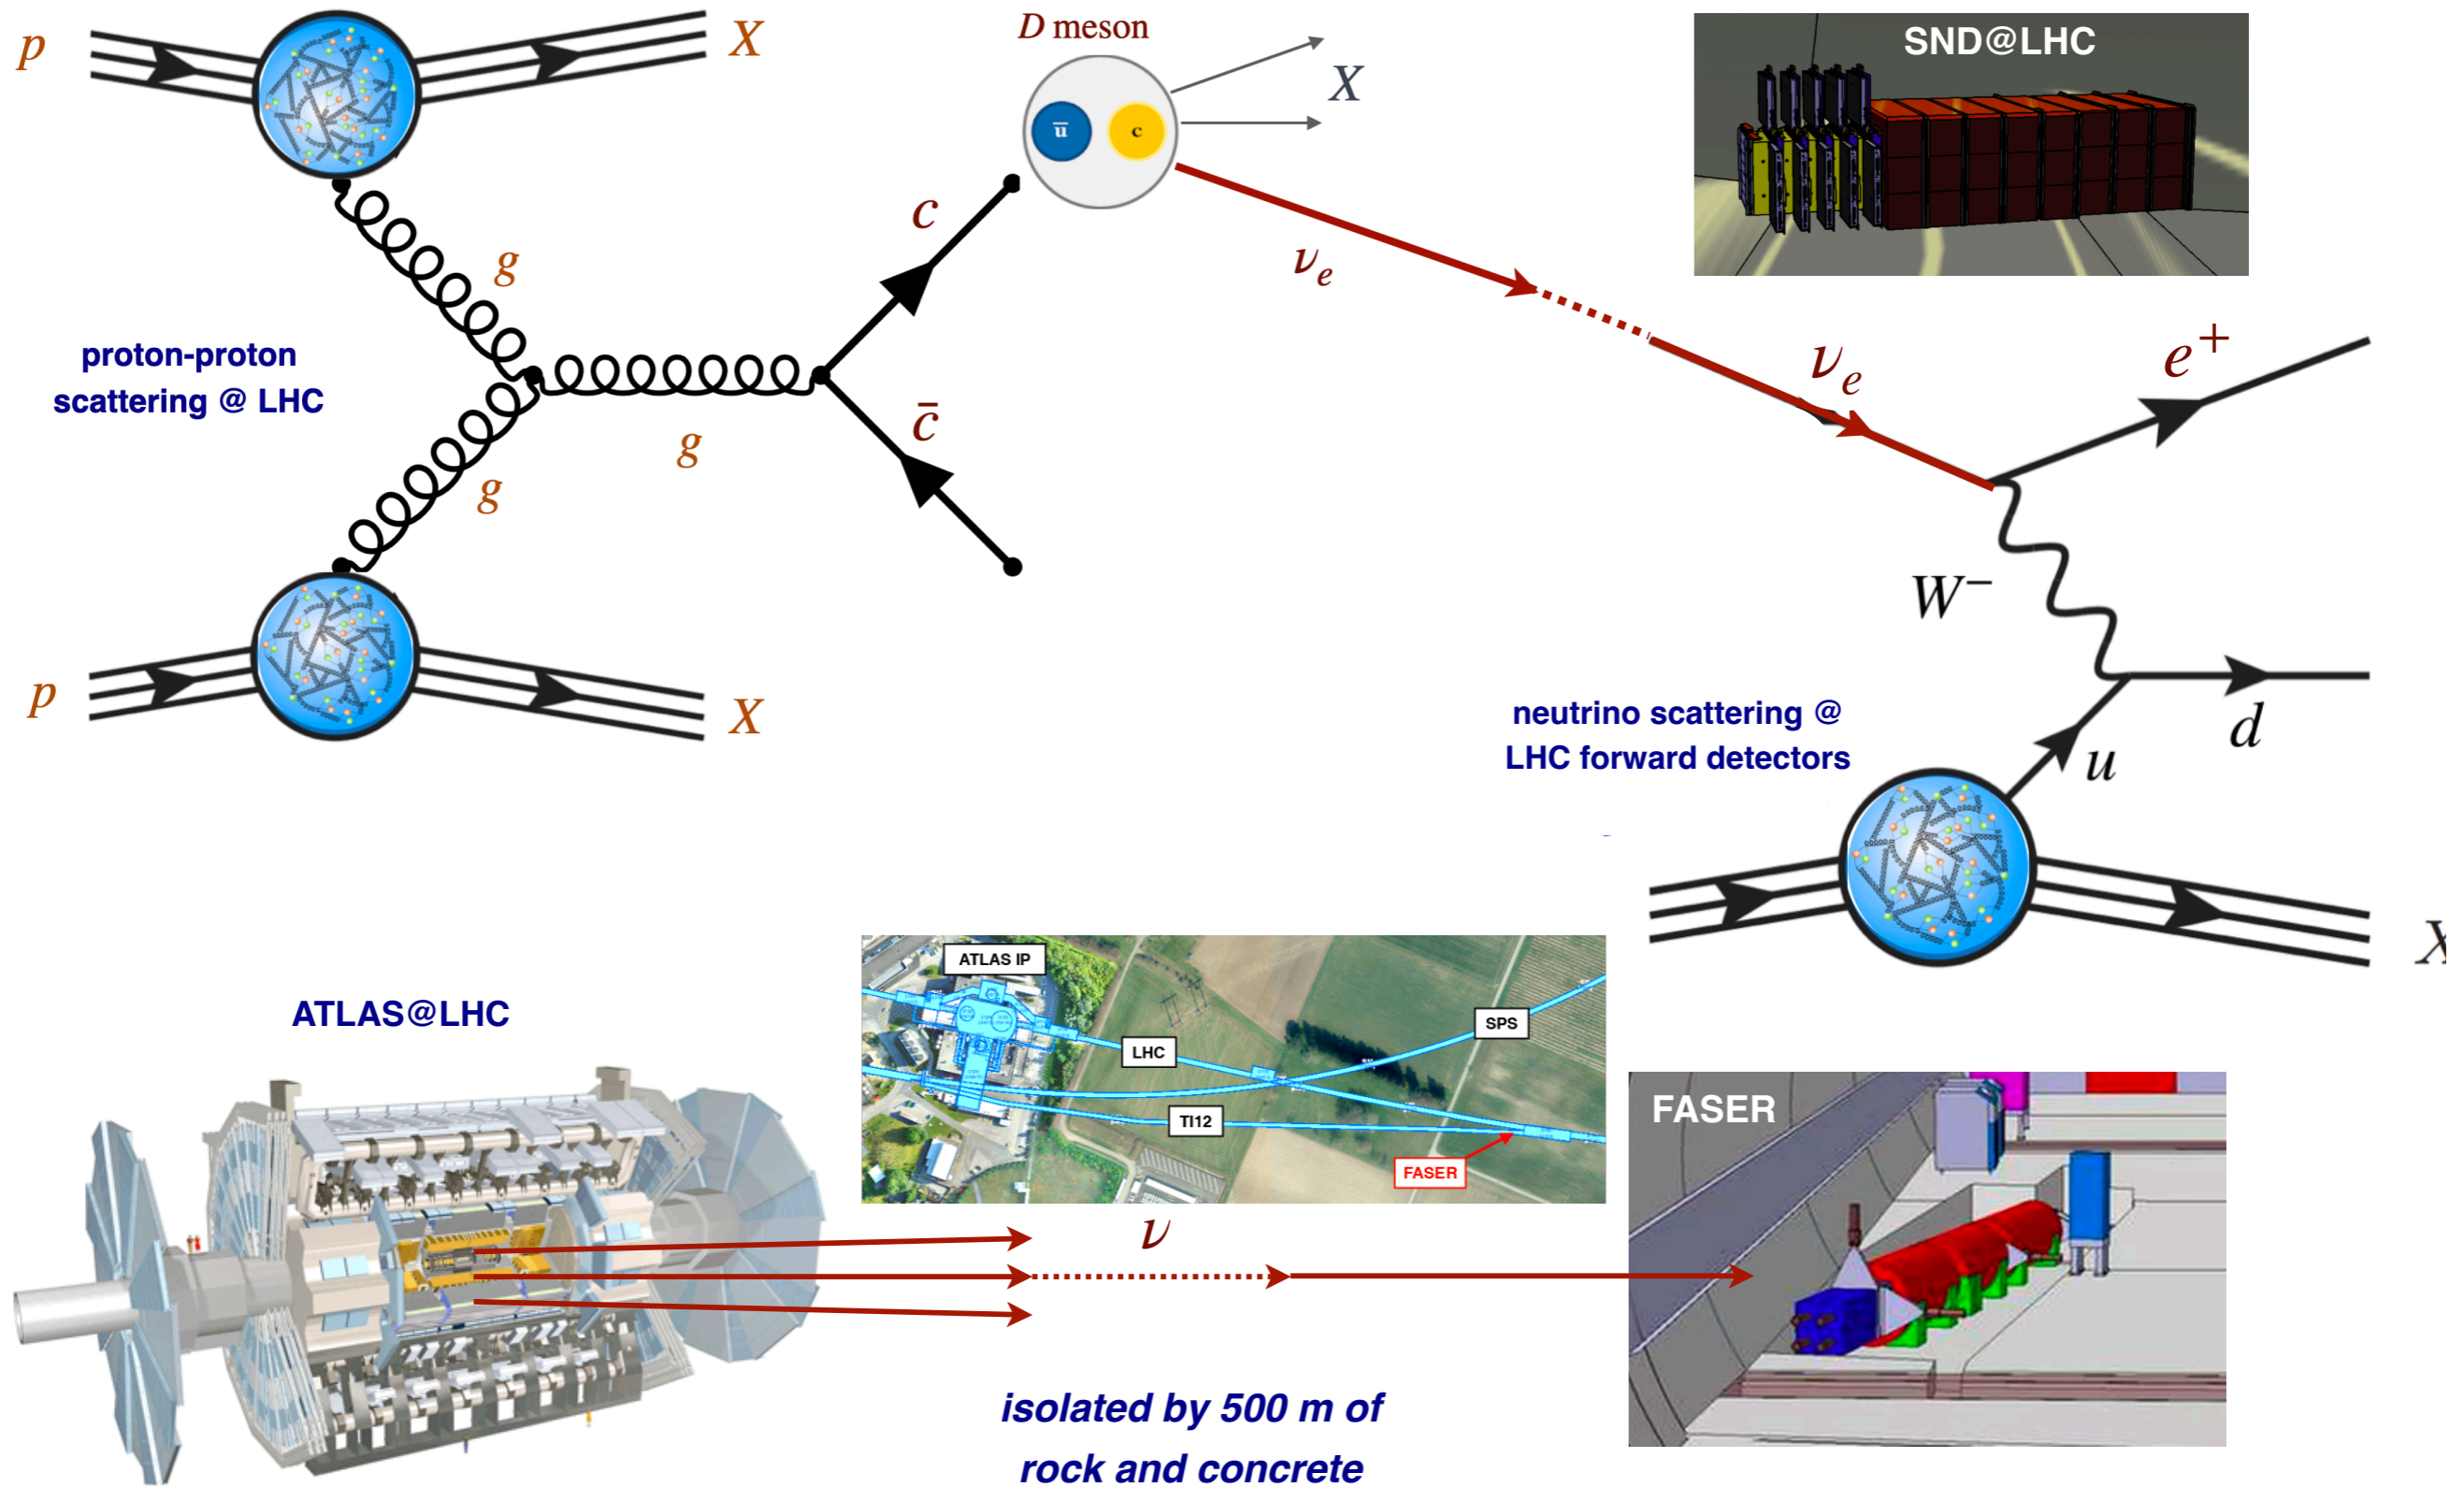 p
X
D meson
X
u̅
c
SND@LHC
c
g
ν_e
proton-proton
scattering @ LHC
ν_e
e⁺
c̅
g
g
W⁻
p
X
neutrino scattering @
LHC forward detectors
d
u
X
ATLAS IP
ATLAS@LHC
SPS
LHC
TI12
FASER
FASER
ν
isolated by 500 m of
rock and concrete